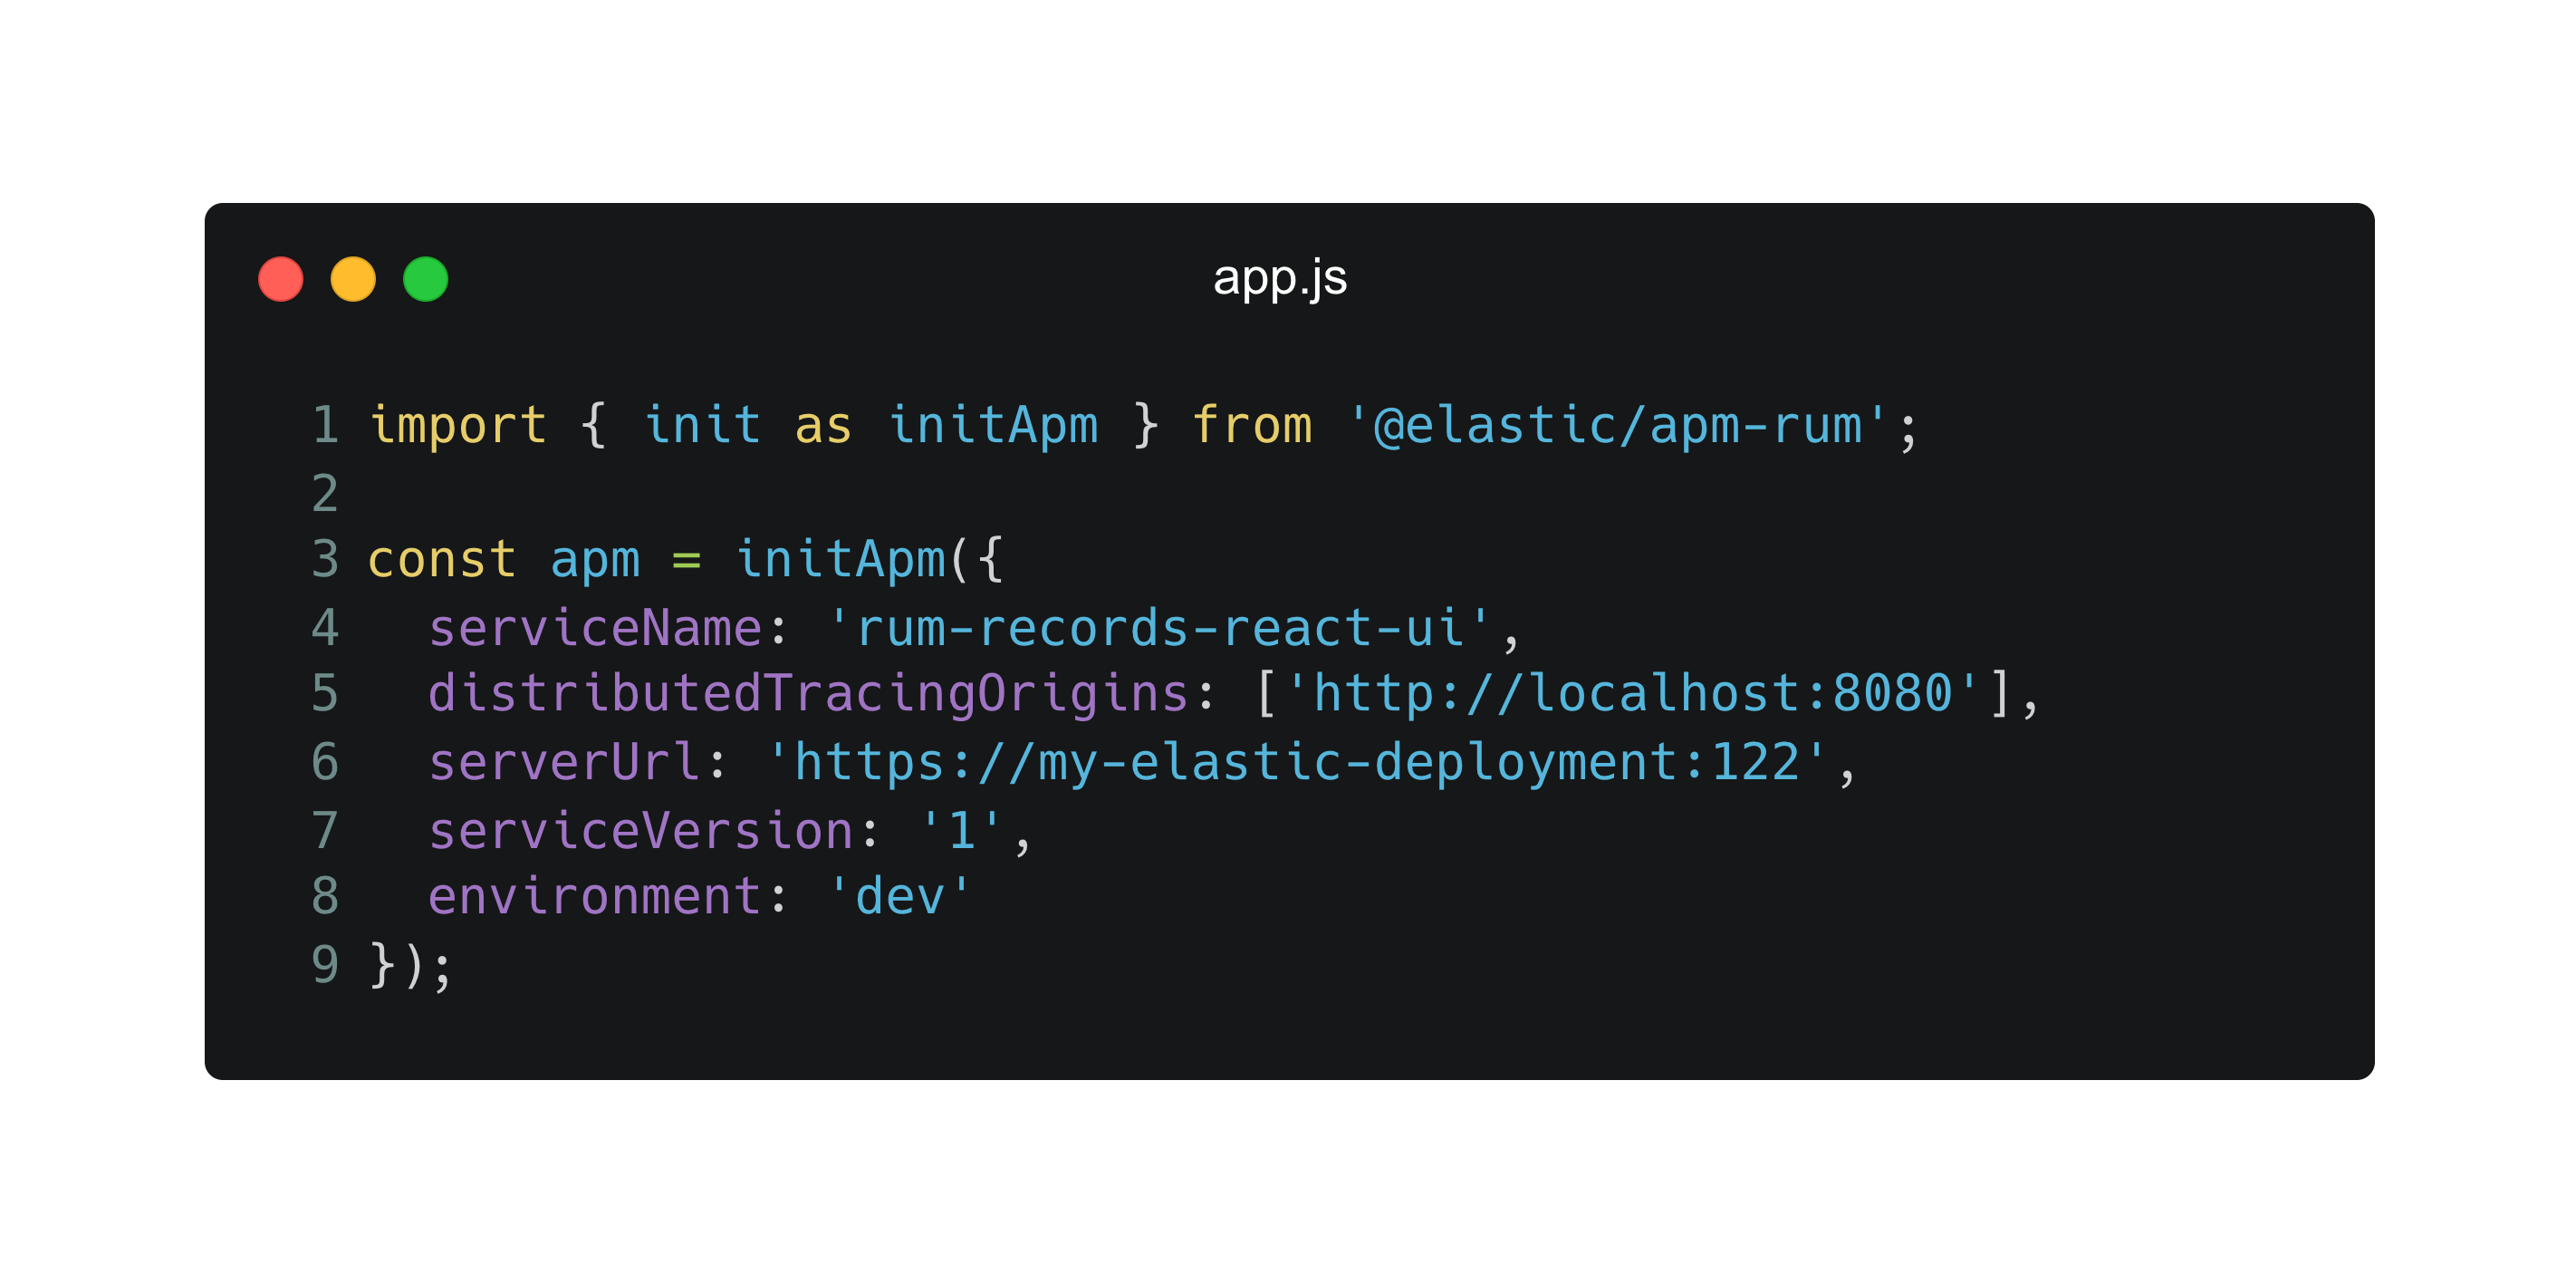 app.js
1 import { init as initApm } from '@elastic/apm-rum';
2
3 const apm = initApm({
4   serviceName: 'rum-records-react-ui',
5   distributedTracingOrigins: ['http://localhost:8080'],
6   serverUrl: 'https://my-elastic-deployment:122',
7   serviceVersion: '1',
8   environment: 'dev'
9 });